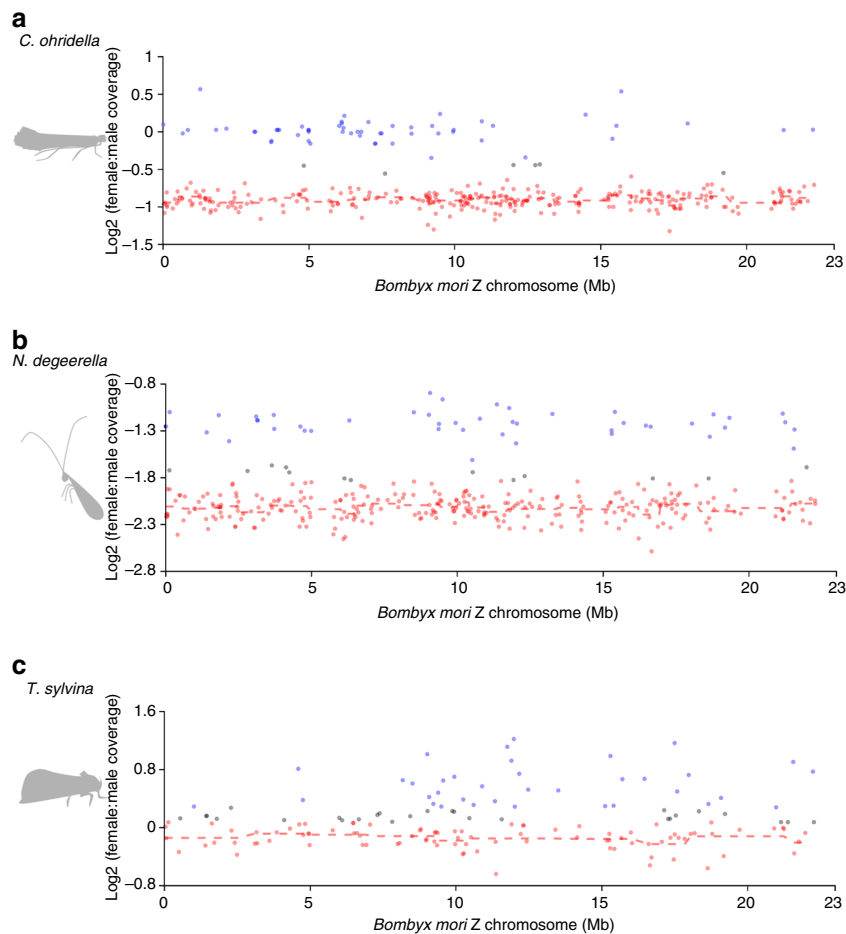 a
C. ohridella
Log2 (female:male coverage)
1
0.5
0
−0.5
−1
−1.5
0 5 10 15 20 23
Bombyx mori Z chromosome (Mb)
b
N. degeerella
Log2 (female:male coverage)
−0.8
−1.3
−1.8
−2.3
−2.8
0 5 10 15 20 23
Bombyx mori Z chromosome (Mb)
c
T. sylvina
Log2 (female:male coverage)
1.6
0.8
0
−0.8
0 5 10 15 20 23
Bombyx mori Z chromosome (Mb)